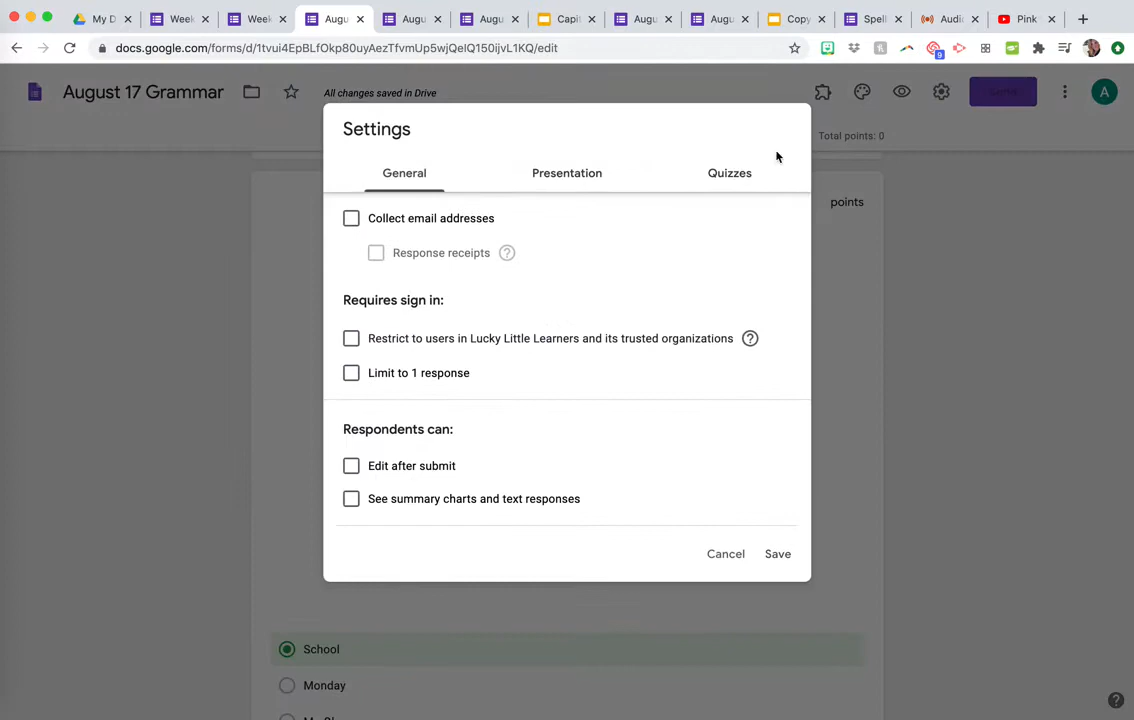 My D
Week
Week
Augu
Augu
Augu
Capit
Augu
Augu
Copy
Spell
Audi
Pink
docs.google.com/forms/d/1tvui4EpBLfOkp80uyAezTfvmUp5wjQeIQ150ijvL1KQ/edit
9
August 17 Grammar
All changes saved in Drive
Send
A
Total points: 0
points
Settings
General
Presentation
Quizzes
Collect email addresses
Response receipts
Requires sign in:
Restrict to users in Lucky Little Learners and its trusted organizations
Limit to 1 response
Respondents can:
Edit after submit
See summary charts and text responses
Cancel
Save
School
Monday